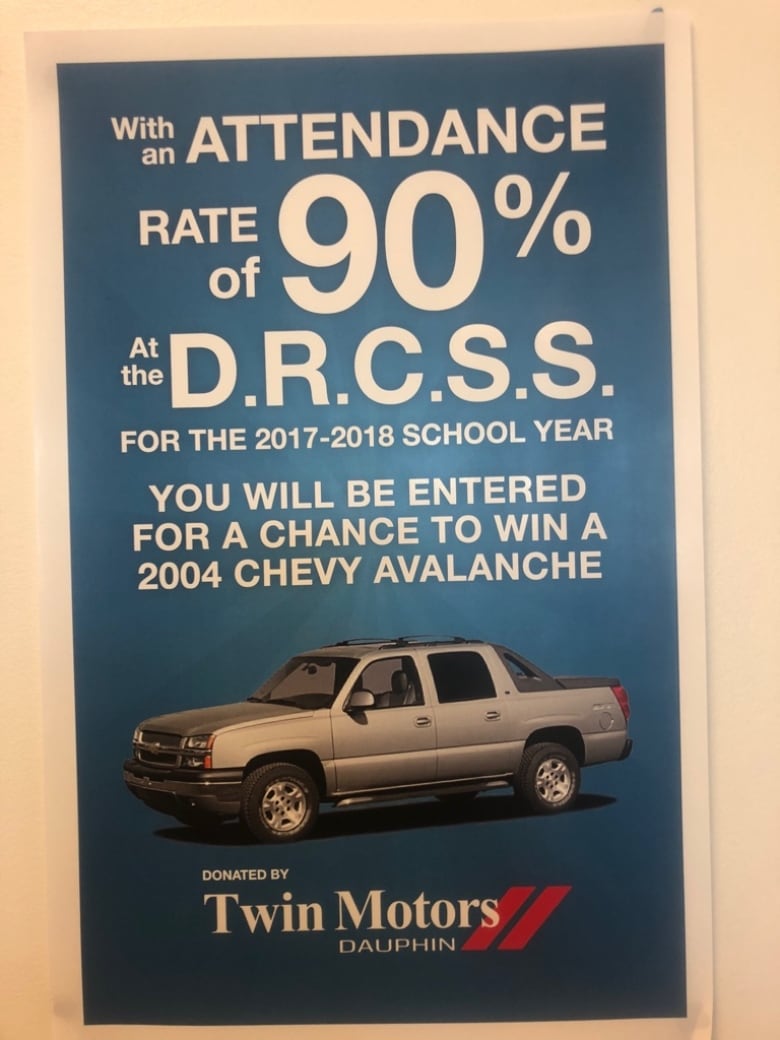 With an ATTENDANCE
RATE of 90%
At the D.R.C.S.S.
FOR THE 2017-2018 SCHOOL YEAR
YOU WILL BE ENTERED
FOR A CHANCE TO WIN A
2004 CHEVY AVALANCHE
DONATED BY
Twin Motors
DAUPHIN